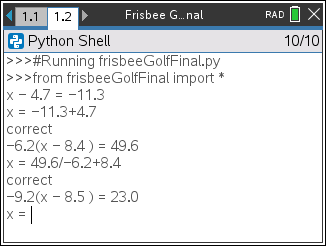 1.1 1.2 Frisbee G...nal RAD
Python Shell 10/10
>>>#Running frisbeeGolfFinal.py
>>>from frisbeeGolfFinal import *
x − 4.7 = −11.3
x = −11.3+4.7
correct
−6.2(x − 8.4 ) = 49.6
x = 49.6/−6.2+8.4
correct
−9.2(x − 8.5 ) = 23.0
x =